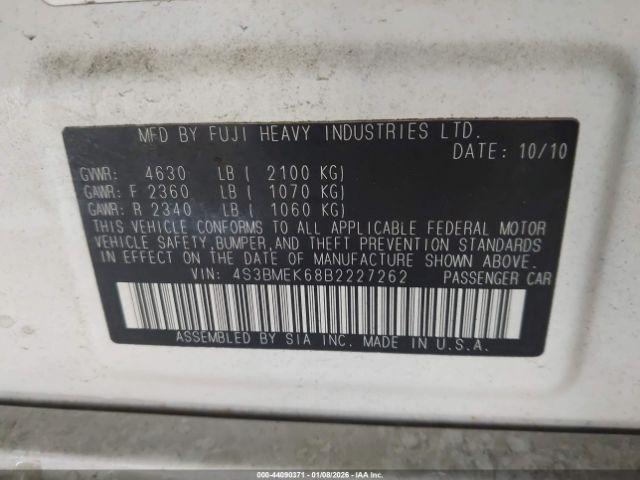 MFD BY FUJI HEAVY INDUSTRIES LTD.
DATE: 10/10
GVWR: 4630 LB ( 2100 KG)
GAWR: F 2360 LB ( 1070 KG)
GAWR: R 2340 LB ( 1060 KG)
THIS VEHICLE CONFORMS TO ALL APPLICABLE FEDERAL MOTOR
VEHICLE SAFETY, BUMPER, AND THEFT PREVENTION STANDARDS
IN EFFECT ON THE DATE OF MANUFACTURE SHOWN ABOVE.
VIN: 4S3BMEK68B2227262 PASSENGER CAR
ASSEMBLED BY SIA INC. MADE IN U.S.A.
000-44090371 - 01/08/2026 - IAA Inc.